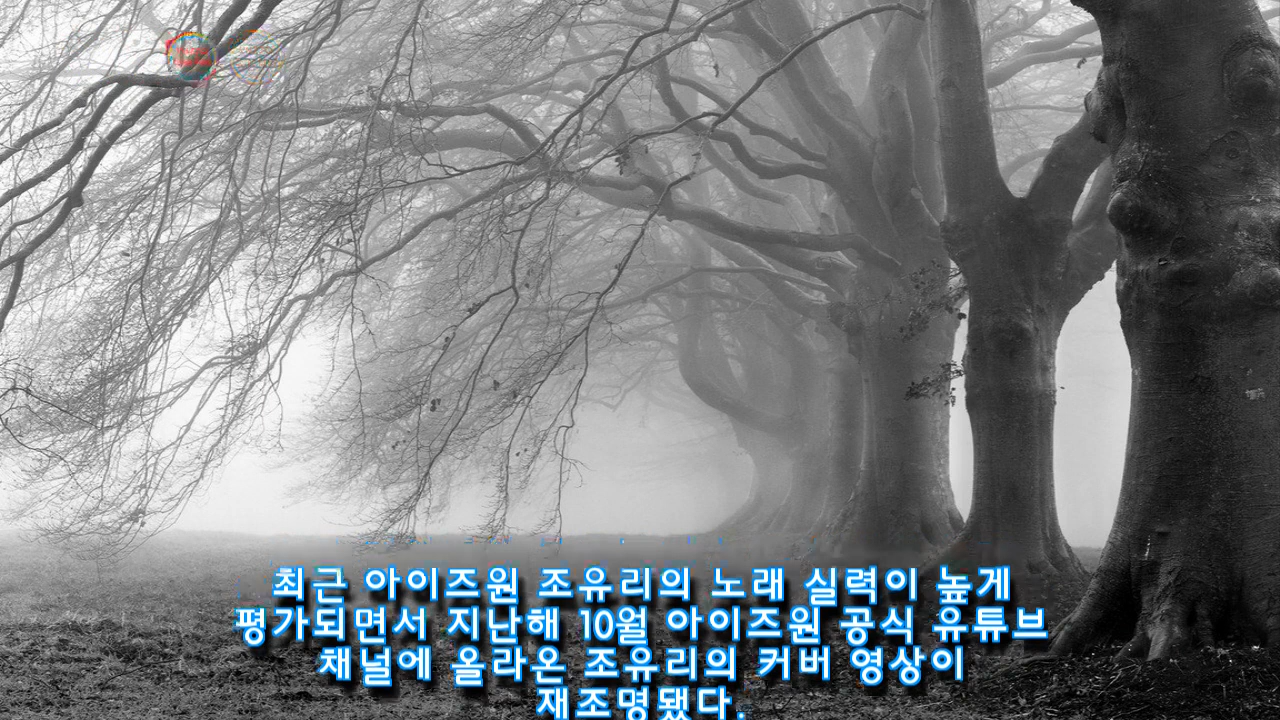 최근 아이즈원 조유리의 노래 실력이 높게
평가되면서 지난해 10월 아이즈원 공식 유튜브
채널에 올라온 조유리의 커버 영상이
재조명됐다.